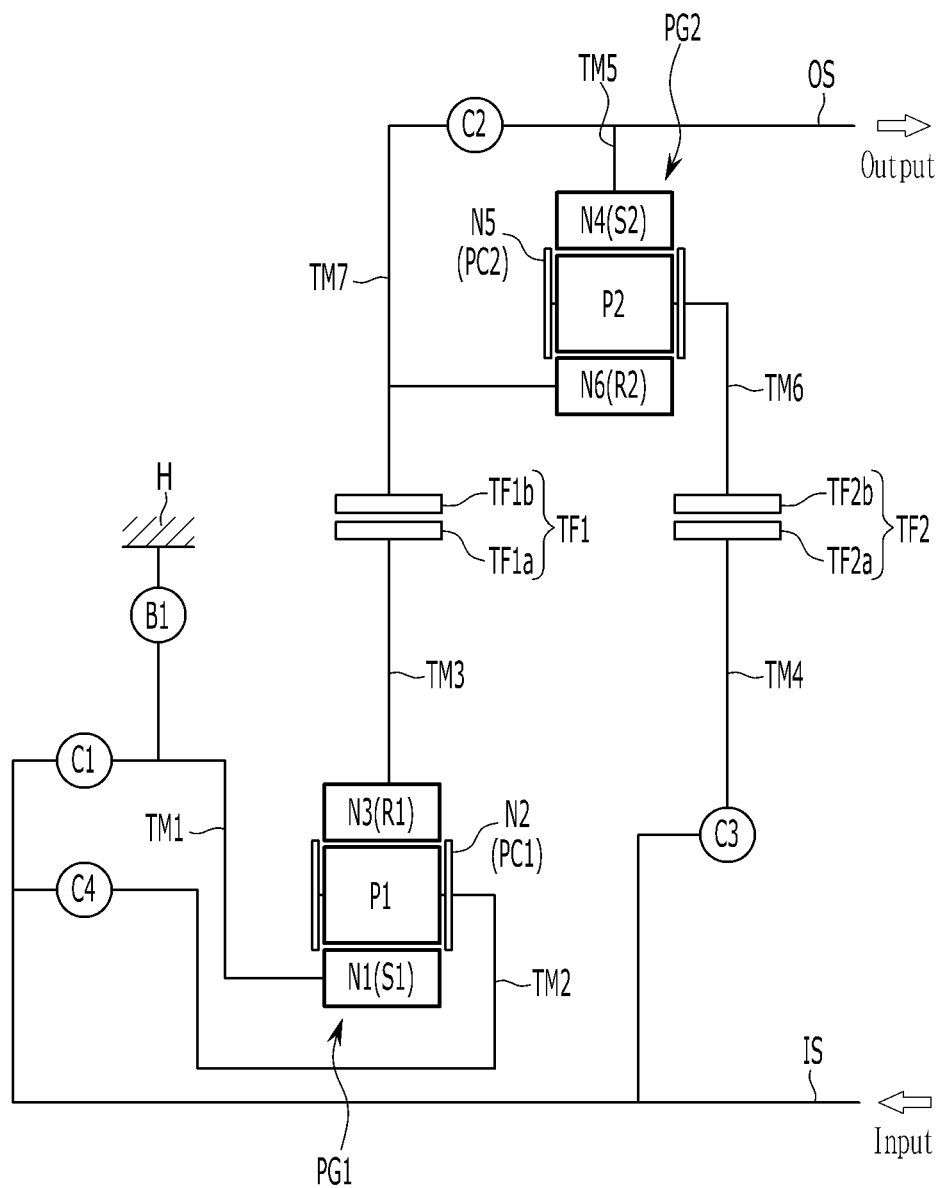 PG2
TM5
OS
C2
Output
N4(S2)
N5
(PC2)
TM7
P2
N6(R2)
TM6
H
TF1b
TF1
TF1a
TF2b
TF2
TF2a
B1
TM3
TM4
C1
N3(R1)
N2
(PC1)
TM1
C3
C4
P1
N1(S1)
TM2
IS
Input
PG1